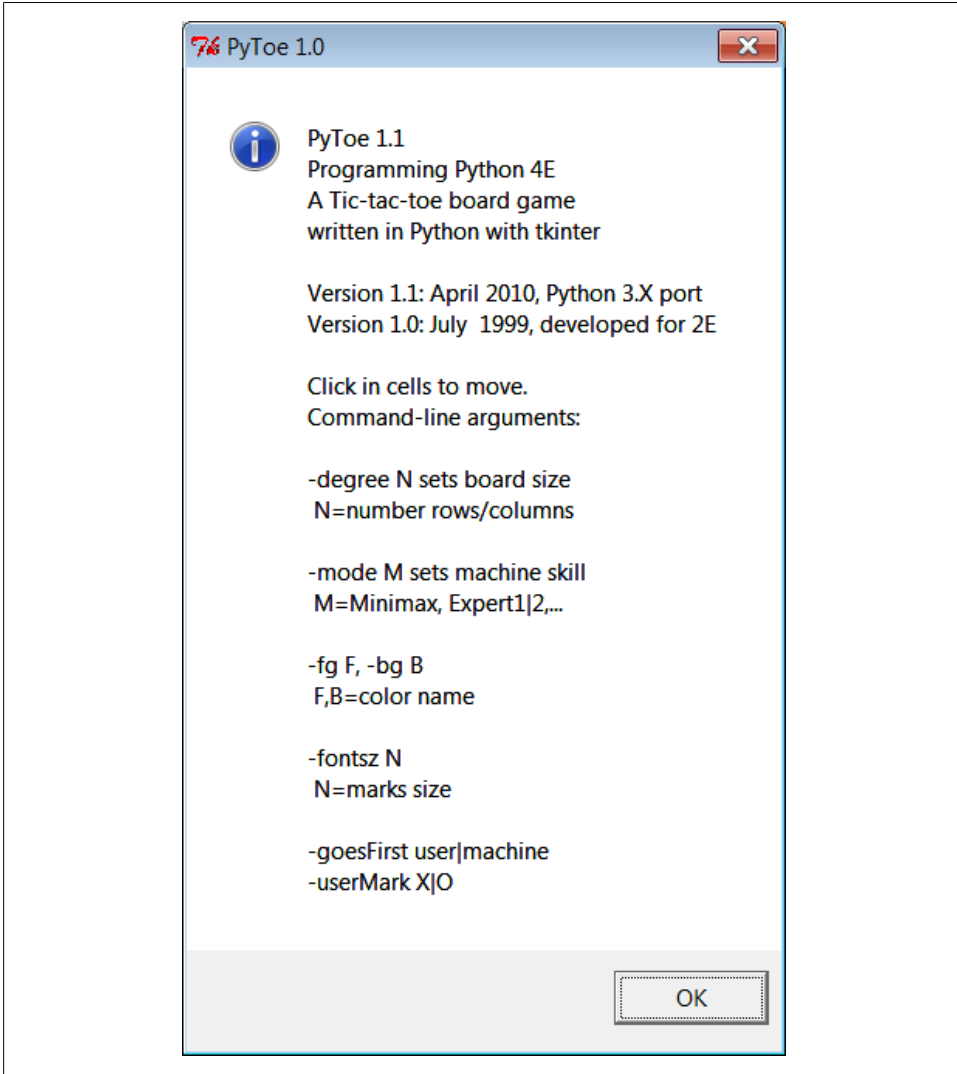 PyToe 1.0
PyToe 1.1
Programming Python 4E
A Tic-tac-toe board game
written in Python with tkinter
Version 1.1: April 2010, Python 3.X port
Version 1.0: July  1999, developed for 2E
Click in cells to move.
Command-line arguments:
-degree N sets board size
N=number rows/columns
-mode M sets machine skill
M=Minimax, Expert1|2,...
-fg F, -bg B
F,B=color name
-fontsz N
N=marks size
-goesFirst user|machine
-userMark X|O
OK